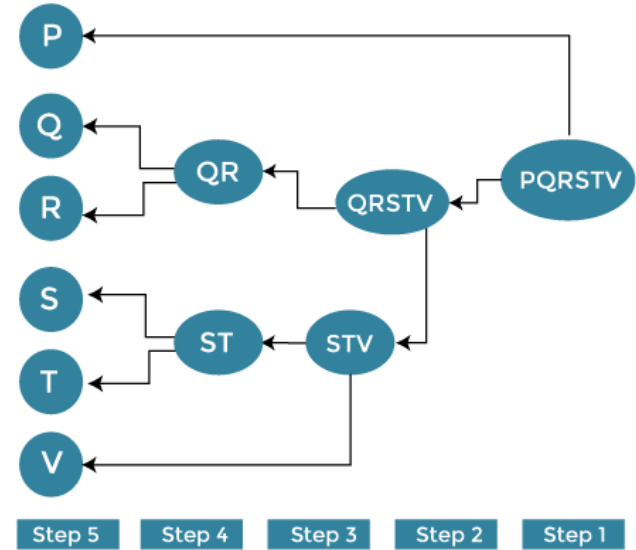 P
Q
QR
R
QRSTV
PQRSTV
S
ST
STV
T
V
Step 5
Step 4
Step 3
Step 2
Step 1